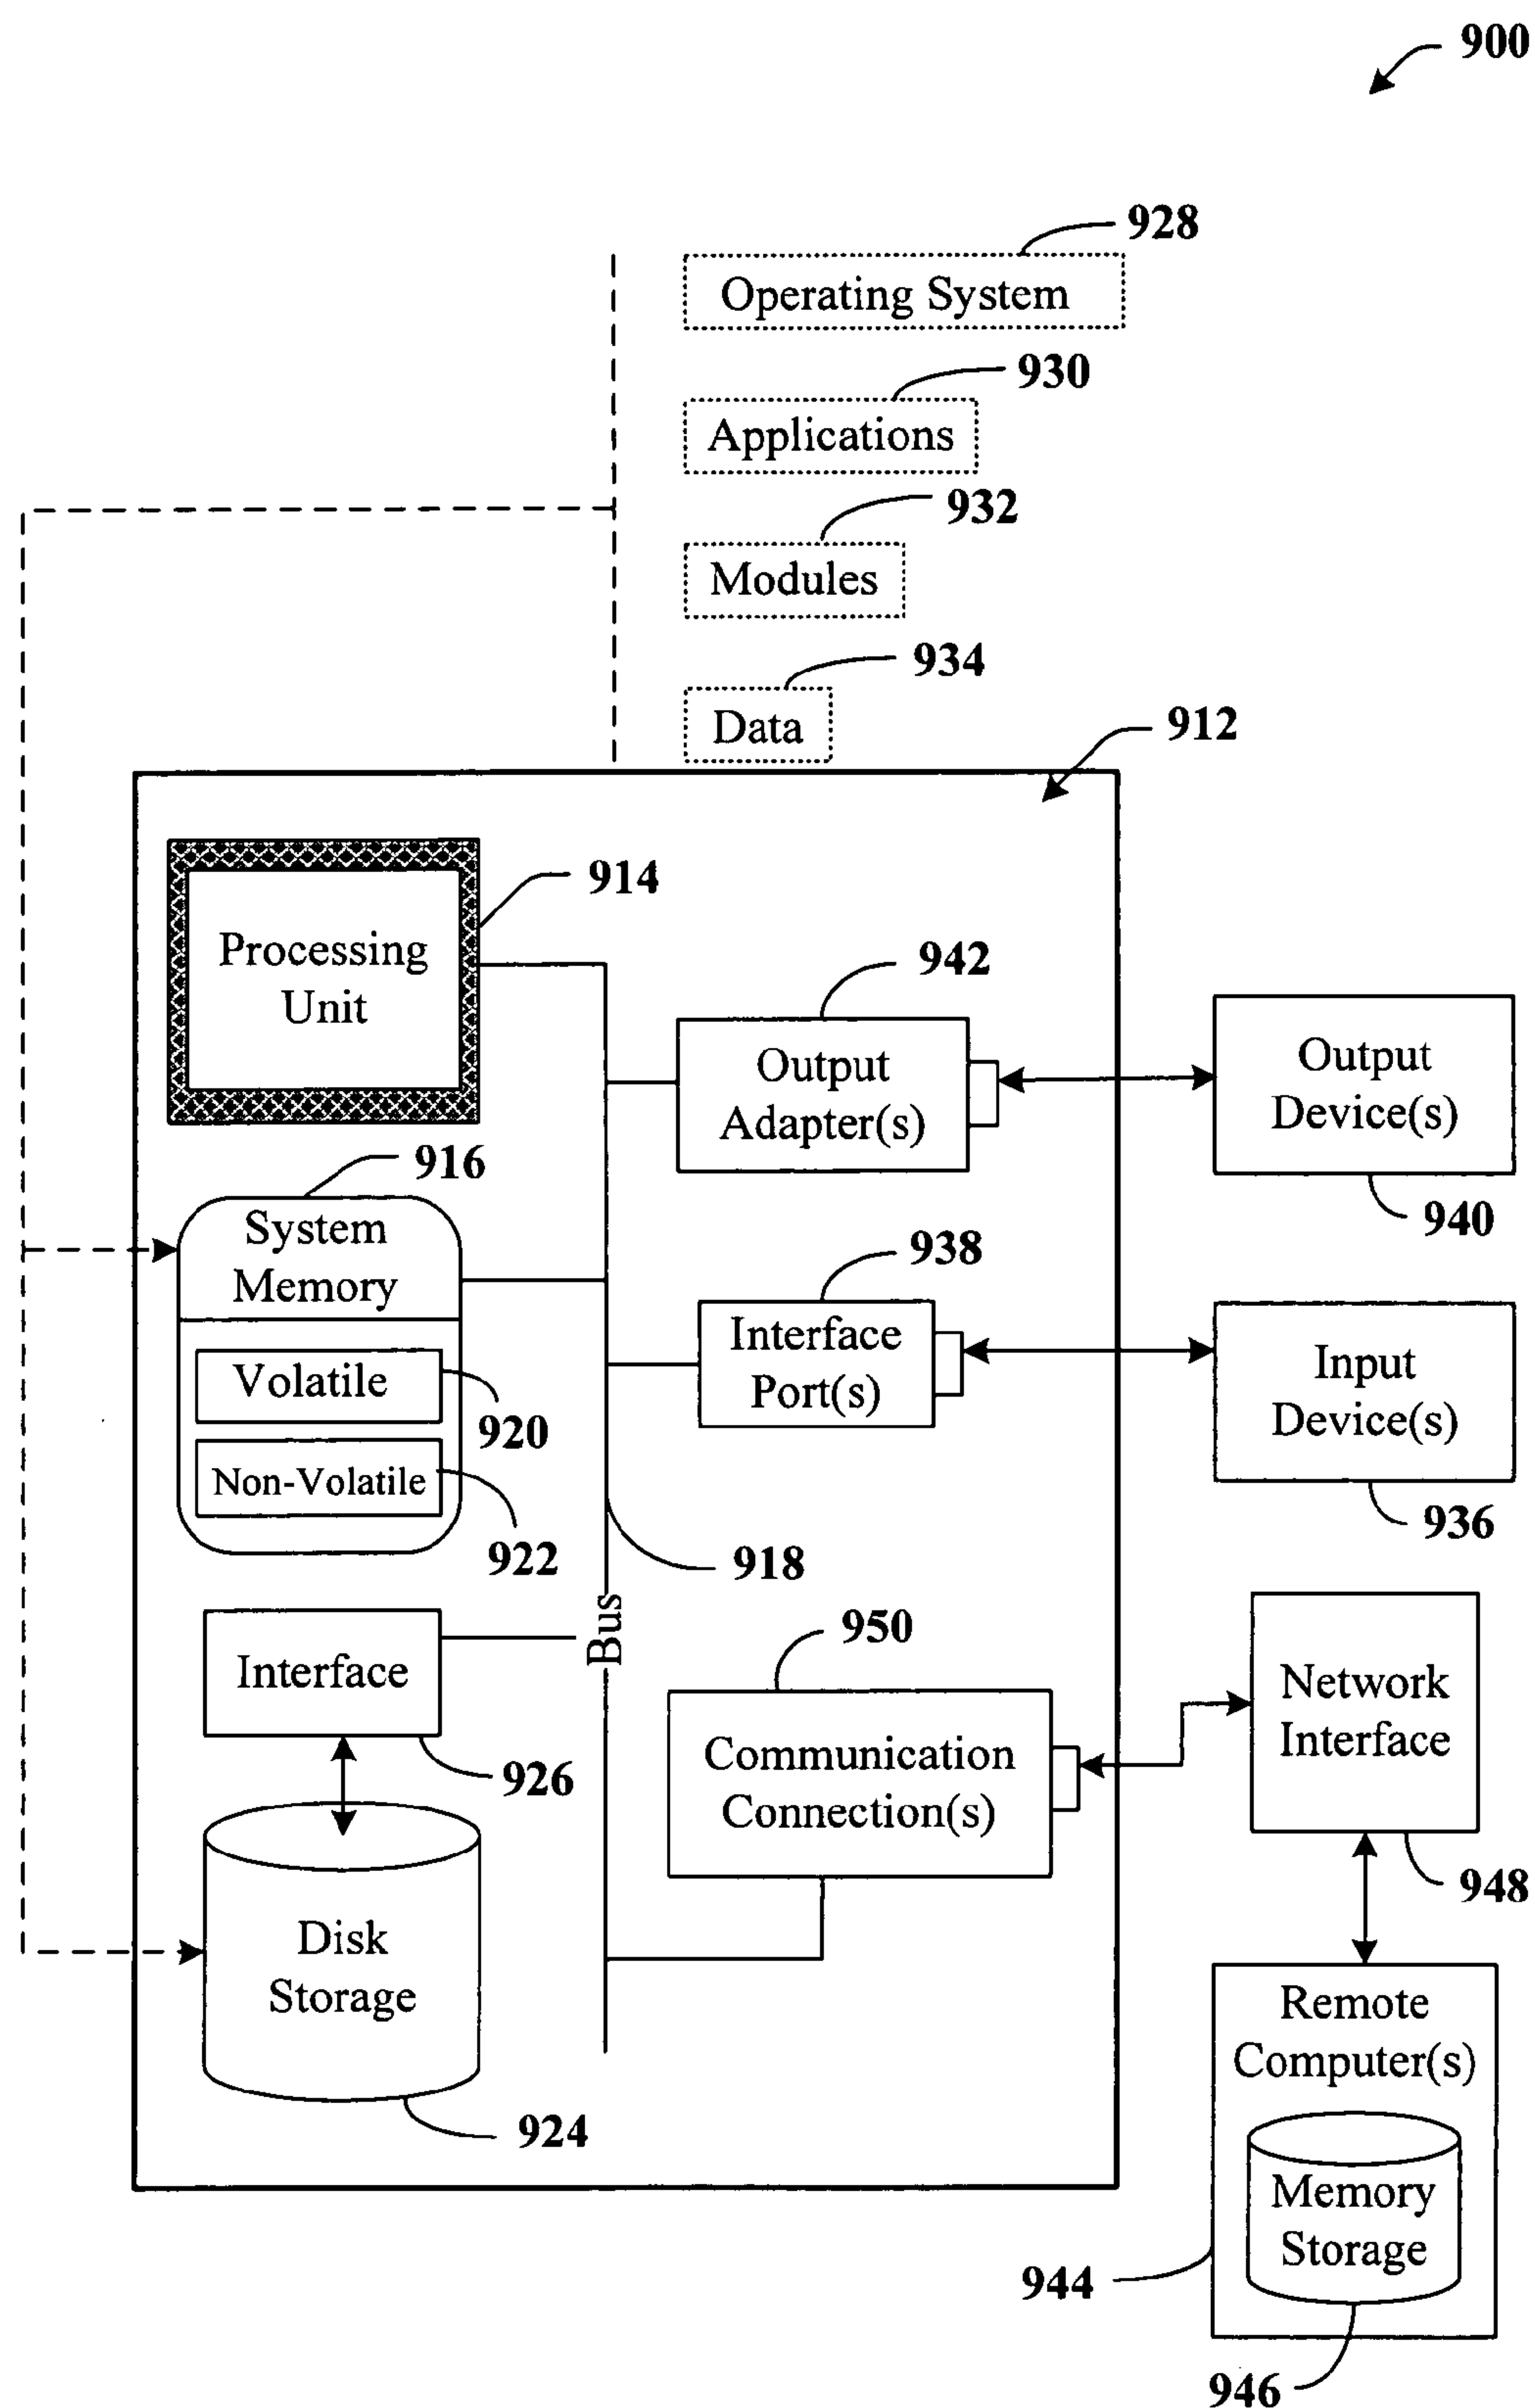 900
928
Operating System
930
Applications
932
Modules
934
Data
912
914
Processing
Unit
942
Output
Adapter(s)
Output
Device(s)
940
916
System
Memory
938
Interface
Port(s)
Input
Device(s)
936
Volatile
920
Non-Volatile
922
918
Bus
950
Interface
926
Communication
Connection(s)
Network
Interface
948
Disk
Storage
924
Remote
Computer(s)
Memory
Storage
944
946